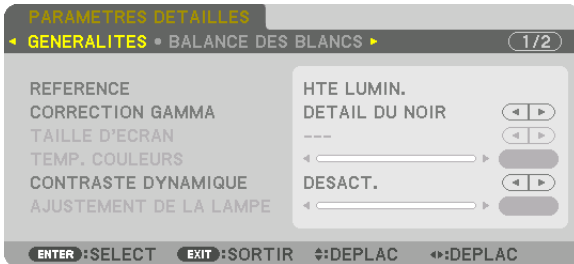 PARAMETRES DETAILLES
GENERALITES • BALANCE DES BLANCS 1/2
REFERENCE HTE LUMIN.
CORRECTION GAMMA DETAIL DU NOIR
TAILLE D'ECRAN ---
TEMP. COULEURS
CONTRASTE DYNAMIQUE DESACT.
AJUSTEMENT DE LA LAMPE
ENTER :SELECT EXIT :SORTIR :DEPLAC :DEPLAC